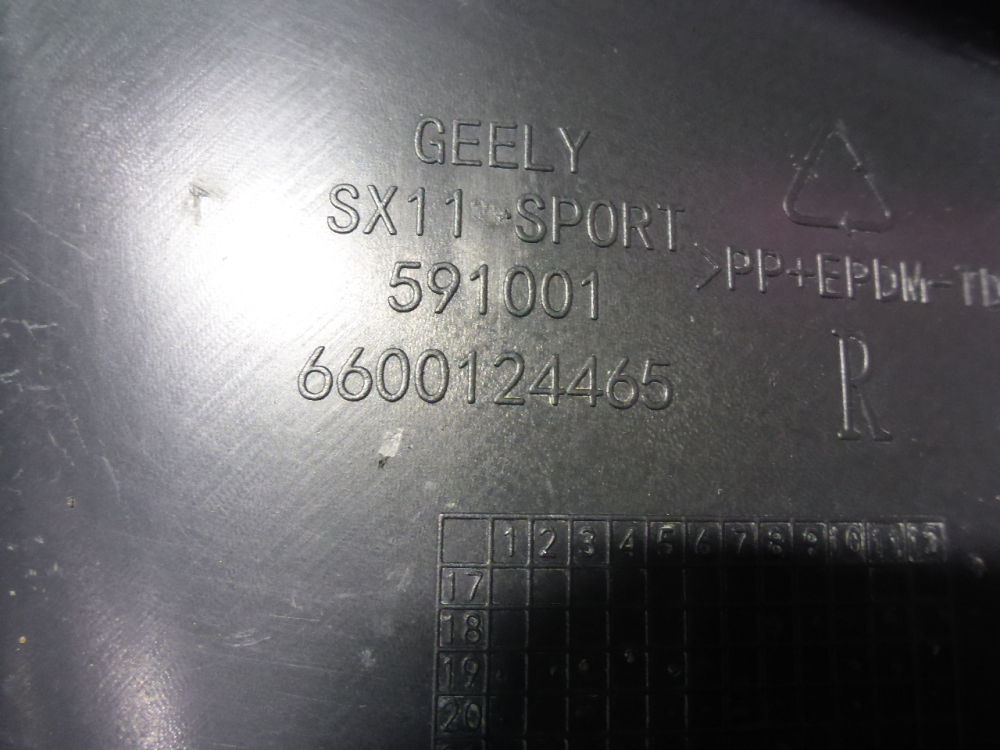 GEELY
SX11-SPORT
591001
6600124465
>PP+EPDM-TD
R
1 2 3 4 5 6 7 8 9 10 11 12
17
18
19
20